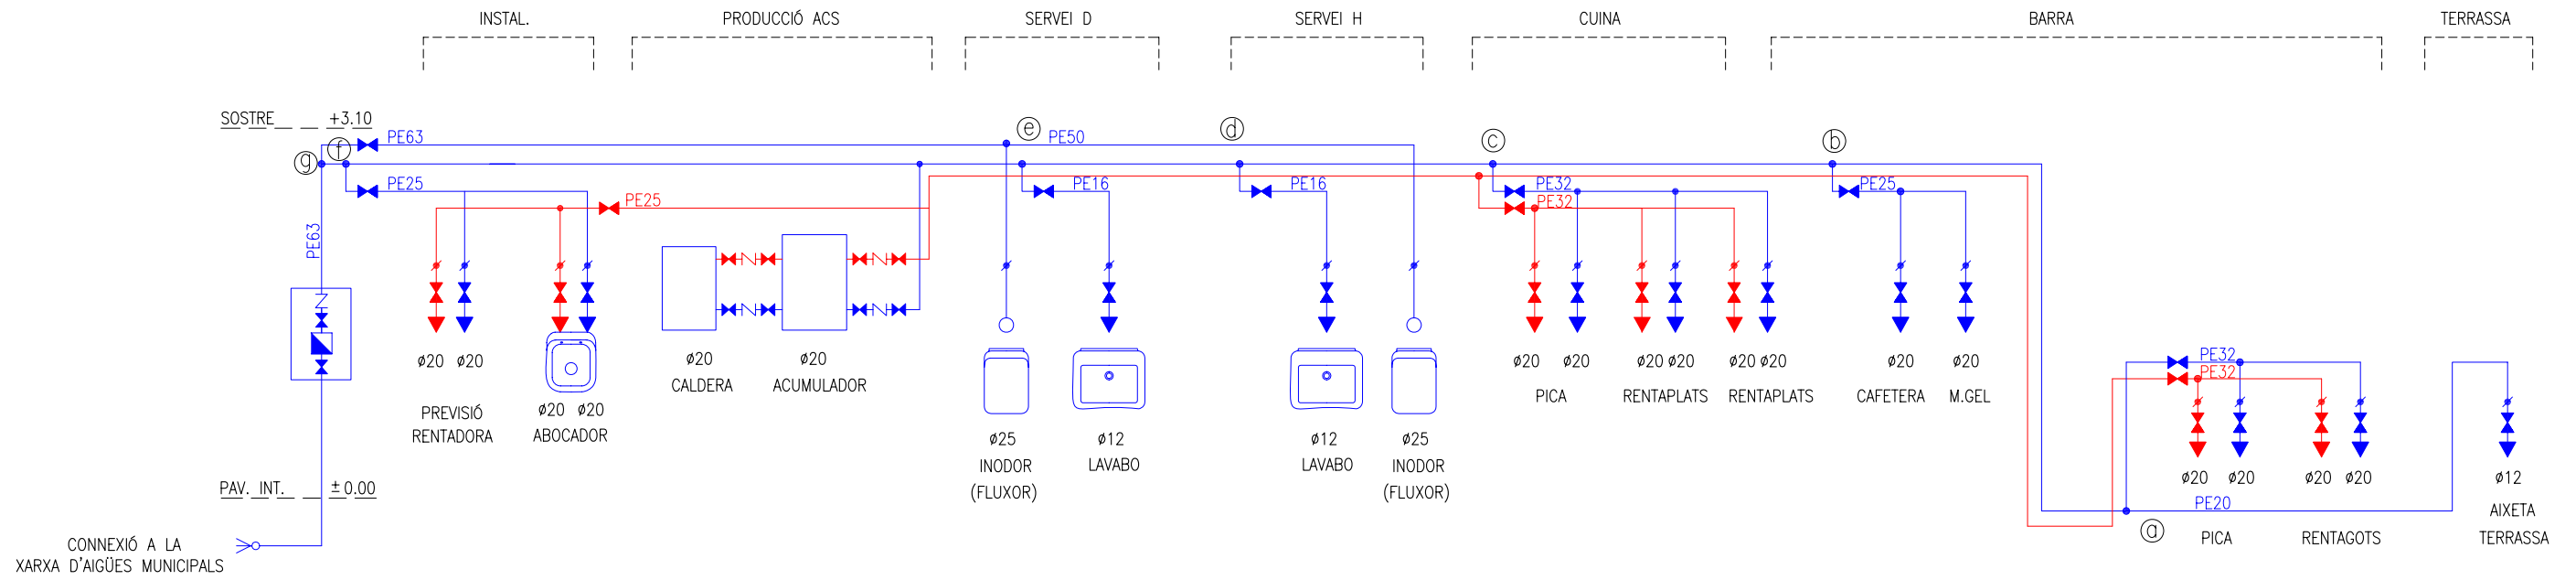 INSTAL.
PRODUCCIÓ ACS
SERVEI D
SERVEI H
CUINA
BARRA
TERRASSA
SOSTRE +3.10
PE63
e
PE50
d
c
b
g
f
PE25
PE25
PE16
PE16
PE32
PE32
PE25
PE63
ø20 ø20
PREVISIÓ
RENTADORA
ø20 ø20
ABOCADOR
ø20
CALDERA
ø20
ACUMULADOR
ø25
INODOR
(FLUXOR)
ø12
LAVABO
ø12
LAVABO
ø25
INODOR
(FLUXOR)
ø20 ø20
PICA
ø20 ø20
RENTAPLATS
ø20 ø20
RENTAPLATS
ø20
CAFETERA
ø20
M.GEL
PE32
PE32
ø20 ø20
ø20 ø20
ø12
PE20
a
PICA
RENTAGOTS
AIXETA
TERRASSA
PAV. INT. ±0.00
CONNEXIÓ A LA
XARXA D'AIGÜES MUNICIPALS